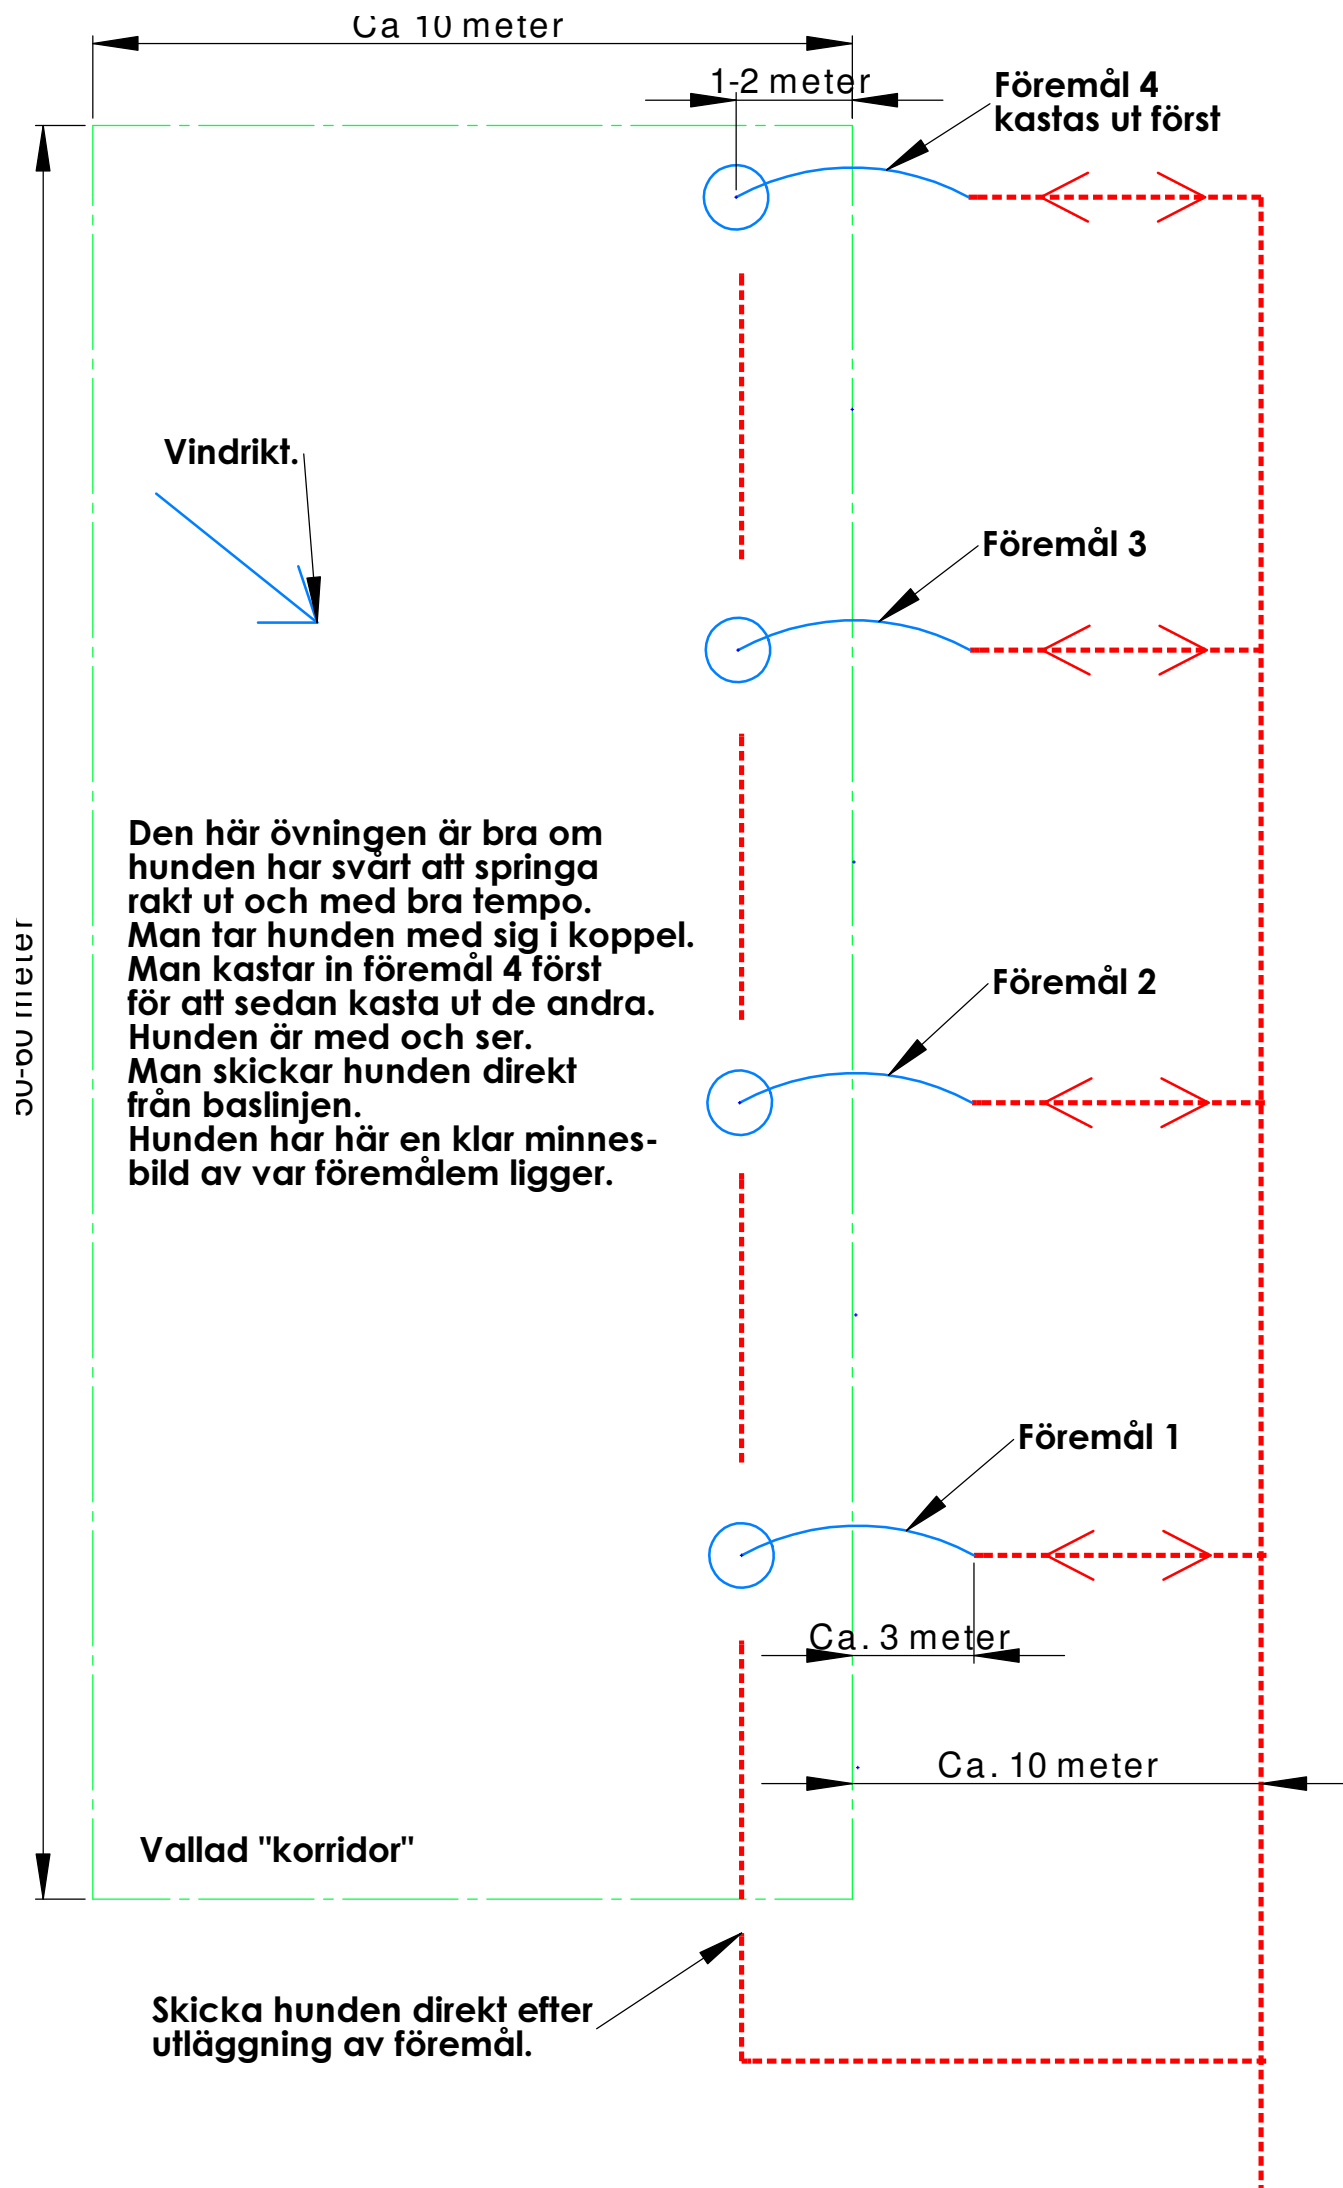 Ca 10 meter
1-2 meter
Föremål 4
kastas ut först
Vindrikt.
Föremål 3
Den här övningen är bra om
hunden har svårt att springa
rakt ut och med bra tempo.
Man tar hunden med sig i koppel.
Man kastar in föremål 4 först
för att sedan kasta ut de andra.
Hunden är med och ser.
Man skickar hunden direkt
från baslinjen.
Hunden har här en klar minnes-
bild av var föremålem ligger.
50-60 meter
Föremål 2
Föremål 1
Ca. 3 meter
Ca. 10 meter
Vallad "korridor"
Skicka hunden direkt efter
utläggning av föremål.